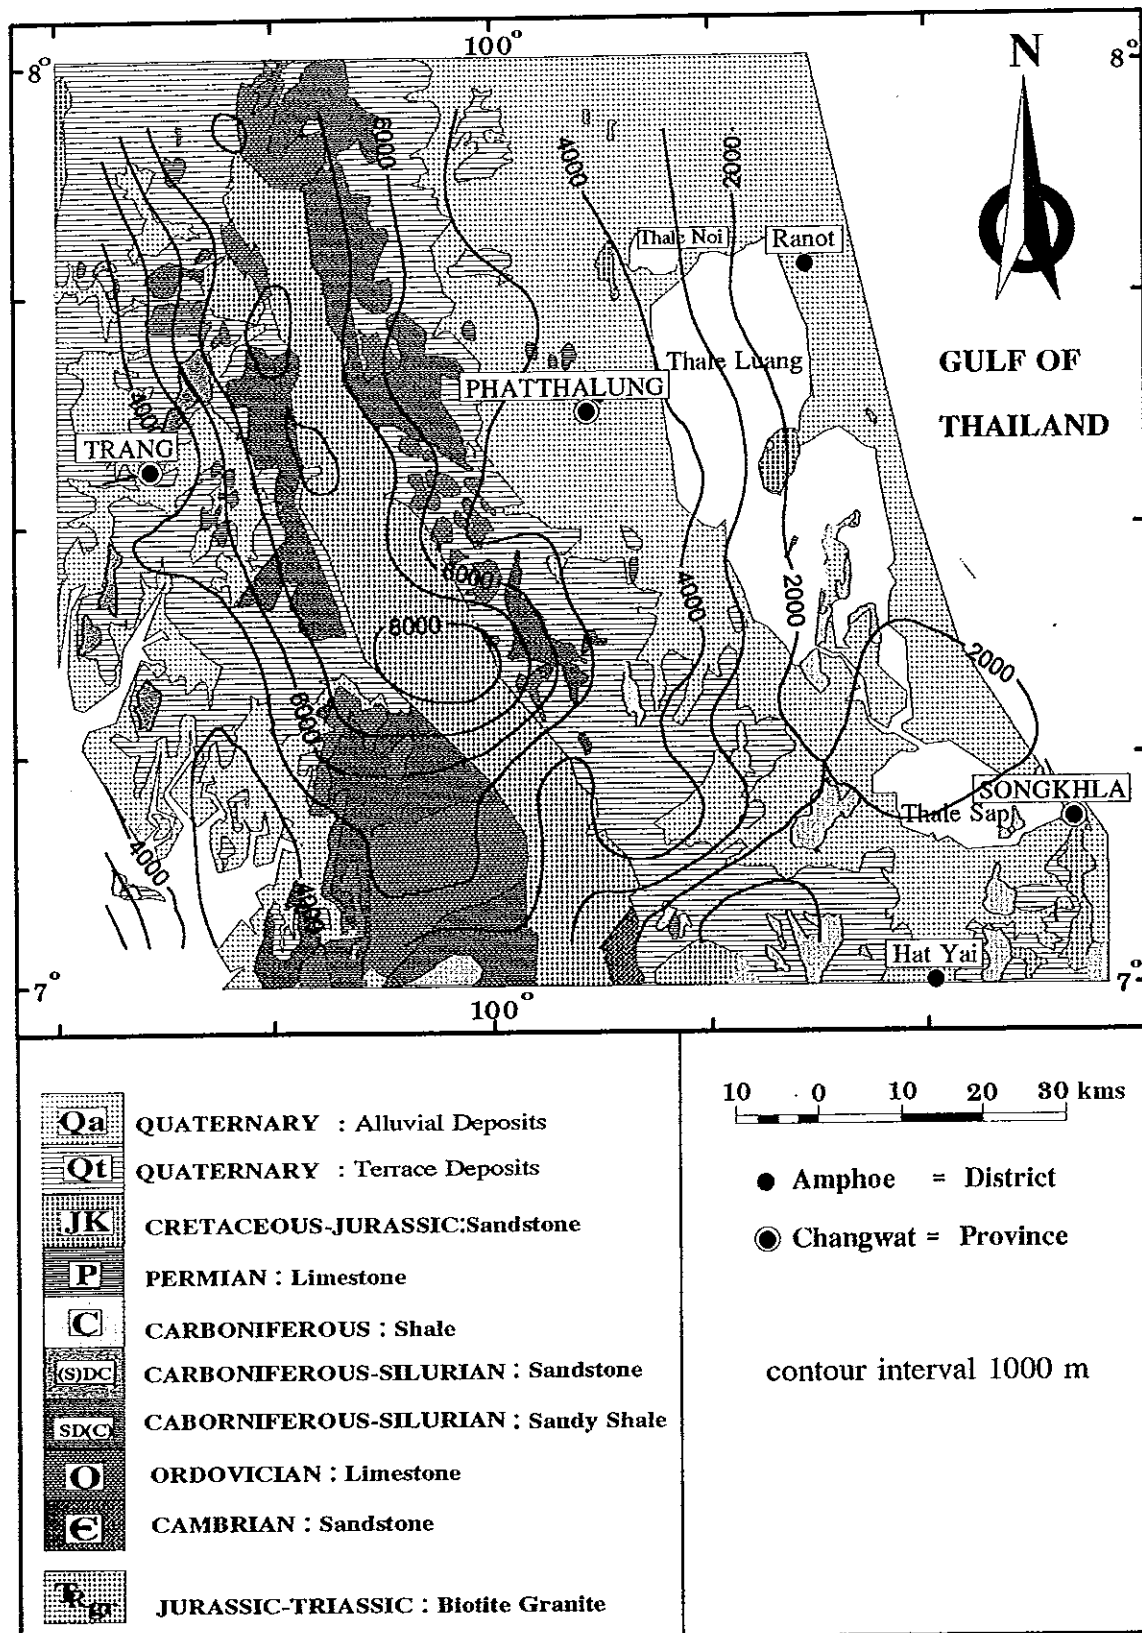 100°
N
8°
8°
6000
4000
2000
Thale Noi
Ranot
GULF OF
THAILAND
Thale Luang
PHATTHALUNG
4000
TRANG
6000
4000
2000
8000
2000
6000
SONGKHLA
Thale Sap
4000
4000
Hat Yai
7°
7°
100°
Qa QUATERNARY : Alluvial Deposits
Qt QUATERNARY : Terrace Deposits
JK CRETACEOUS-JURASSIC:Sandstone
P PERMIAN : Limestone
C CARBONIFEROUS : Shale
(S)DC CARBONIFEROUS-SILURIAN : Sandstone
SD(C) CABORNIFEROUS-SILURIAN : Sandy Shale
O ORDOVICIAN : Limestone
Є CAMBRIAN : Sandstone
TRgr JURASSIC-TRIASSIC : Biotite Granite
10 0 10 20 30 kms
Amphoe = District
Changwat = Province
contour interval 1000 m